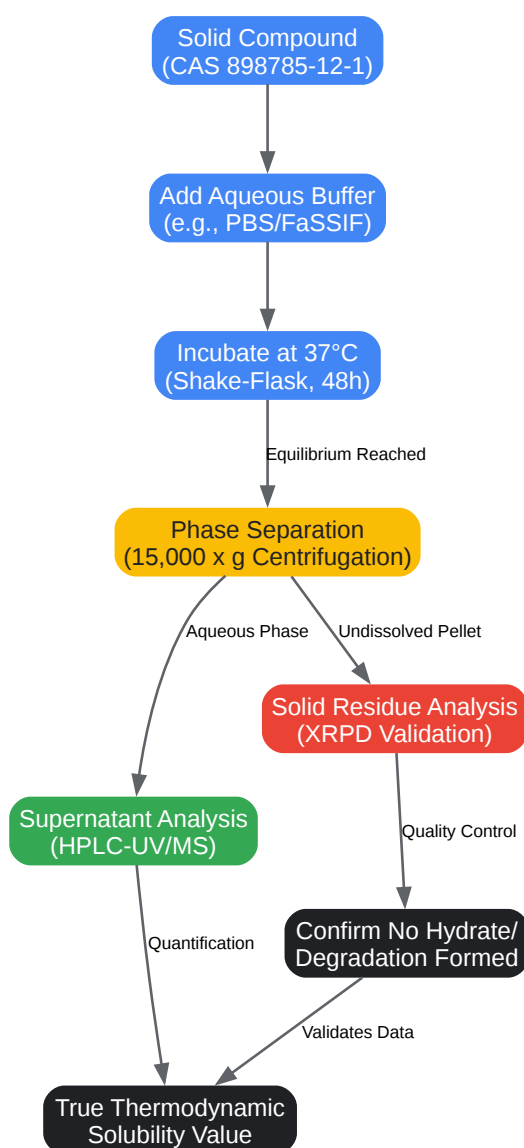 Solid Compound
(CAS 898785-12-1)
Add Aqueous Buffer
(e.g., PBS/FaSSIF)
Incubate at 37°C
(Shake-Flask, 48h)
Equilibrium Reached
Phase Separation
(15,000 x g Centrifugation)
Aqueous Phase
Undissolved Pellet
Solid Residue Analysis
(XRPD Validation)
Supernatant Analysis
(HPLC-UV/MS)
Quality Control
Quantification
Confirm No Hydrate/
Degradation Formed
Validates Data
True Thermodynamic
Solubility Value